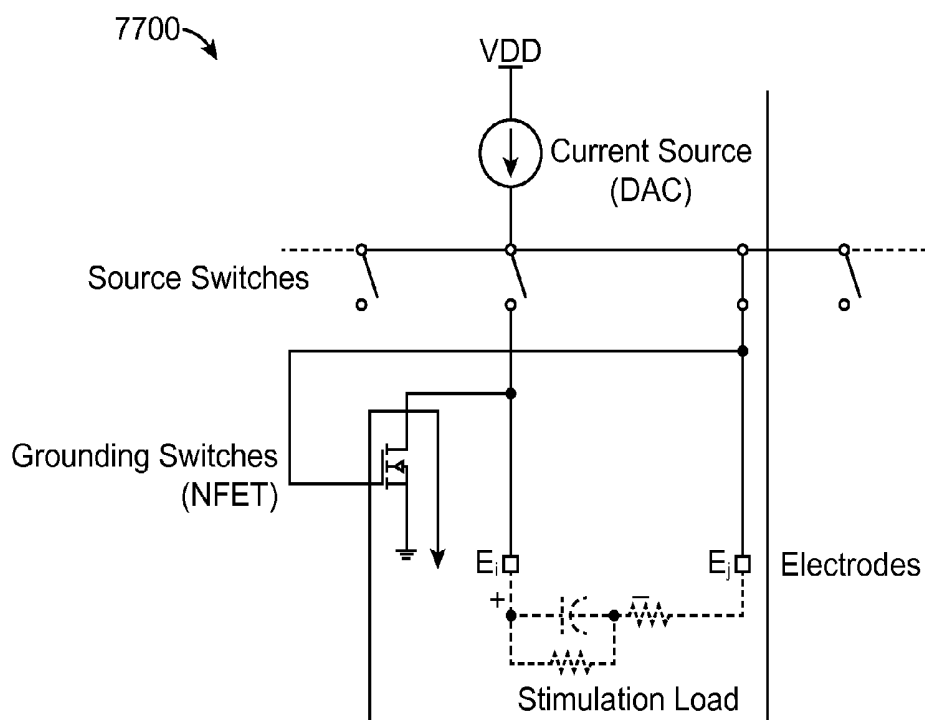 7700
VDD
Current Source
(DAC)
Source Switches
Grounding Switches
(NFET)
Ei
Ej
Electrodes
+
−
Stimulation Load